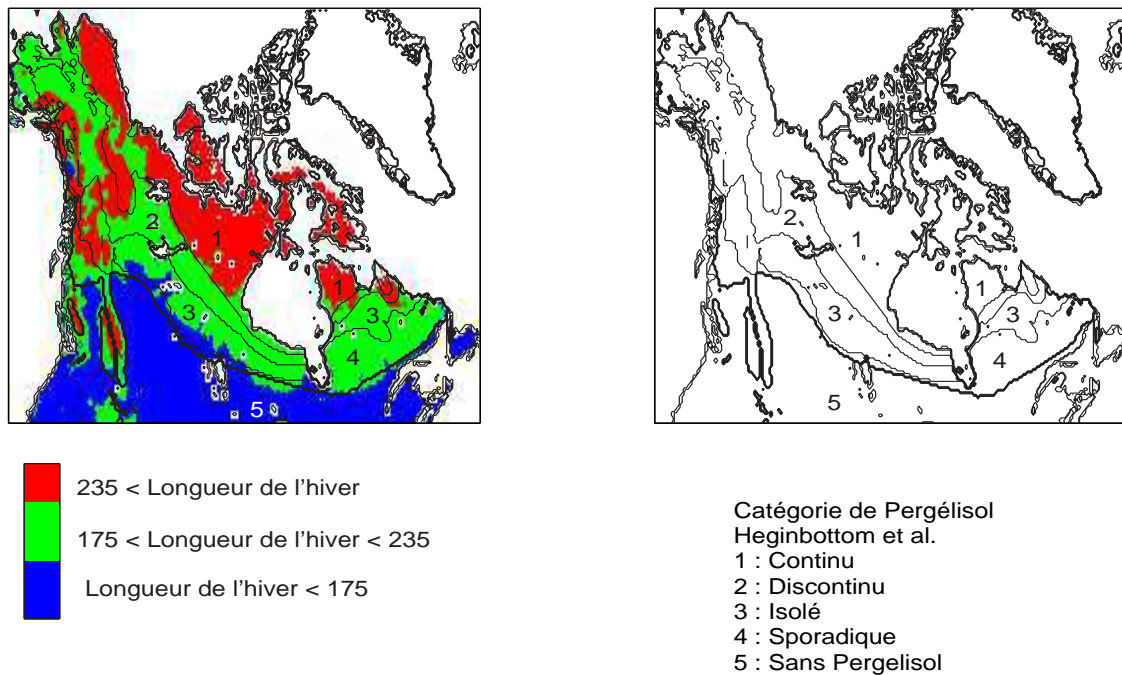 2
1
1
3
3
4
5
2
1
1
3
3
4
5
235 < Longueur de l'hiver
175 < Longueur de l'hiver < 235
Longueur de l'hiver < 175
Catégorie de Pergélisol
Heginbottom et al.
1 : Continu
2 : Discontinu
3 : Isolé
4 : Sporadique
5 : Sans Pergelisol